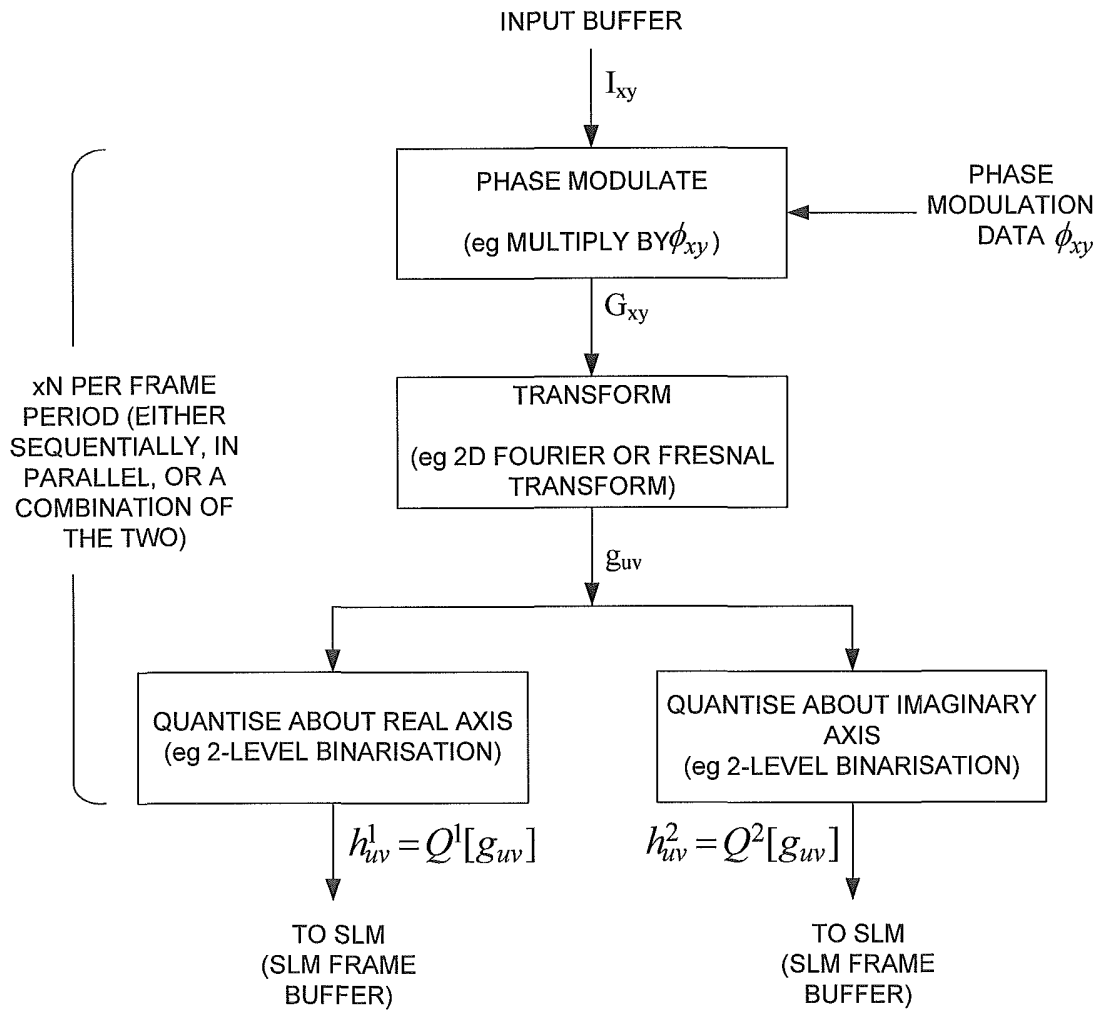 INPUT BUFFER
I_xy
PHASE MODULATE
(eg MULTIPLY BY ϕ_xy)
PHASE
MODULATION
DATA ϕ_xy
G_xy
xN PER FRAME
PERIOD (EITHER
SEQUENTIALLY, IN
PARALLEL, OR A
COMBINATION OF
THE TWO)
TRANSFORM
(eg 2D FOURIER OR FRESNAL
TRANSFORM)
g_uv
QUANTISE ABOUT REAL AXIS
(eg 2-LEVEL BINARISATION)
QUANTISE ABOUT IMAGINARY
AXIS
(eg 2-LEVEL BINARISATION)
h^1_uv = Q^1[g_uv]
h^2_uv = Q^2[g_uv]
TO SLM
(SLM FRAME
BUFFER)
TO SLM
(SLM FRAME
BUFFER)